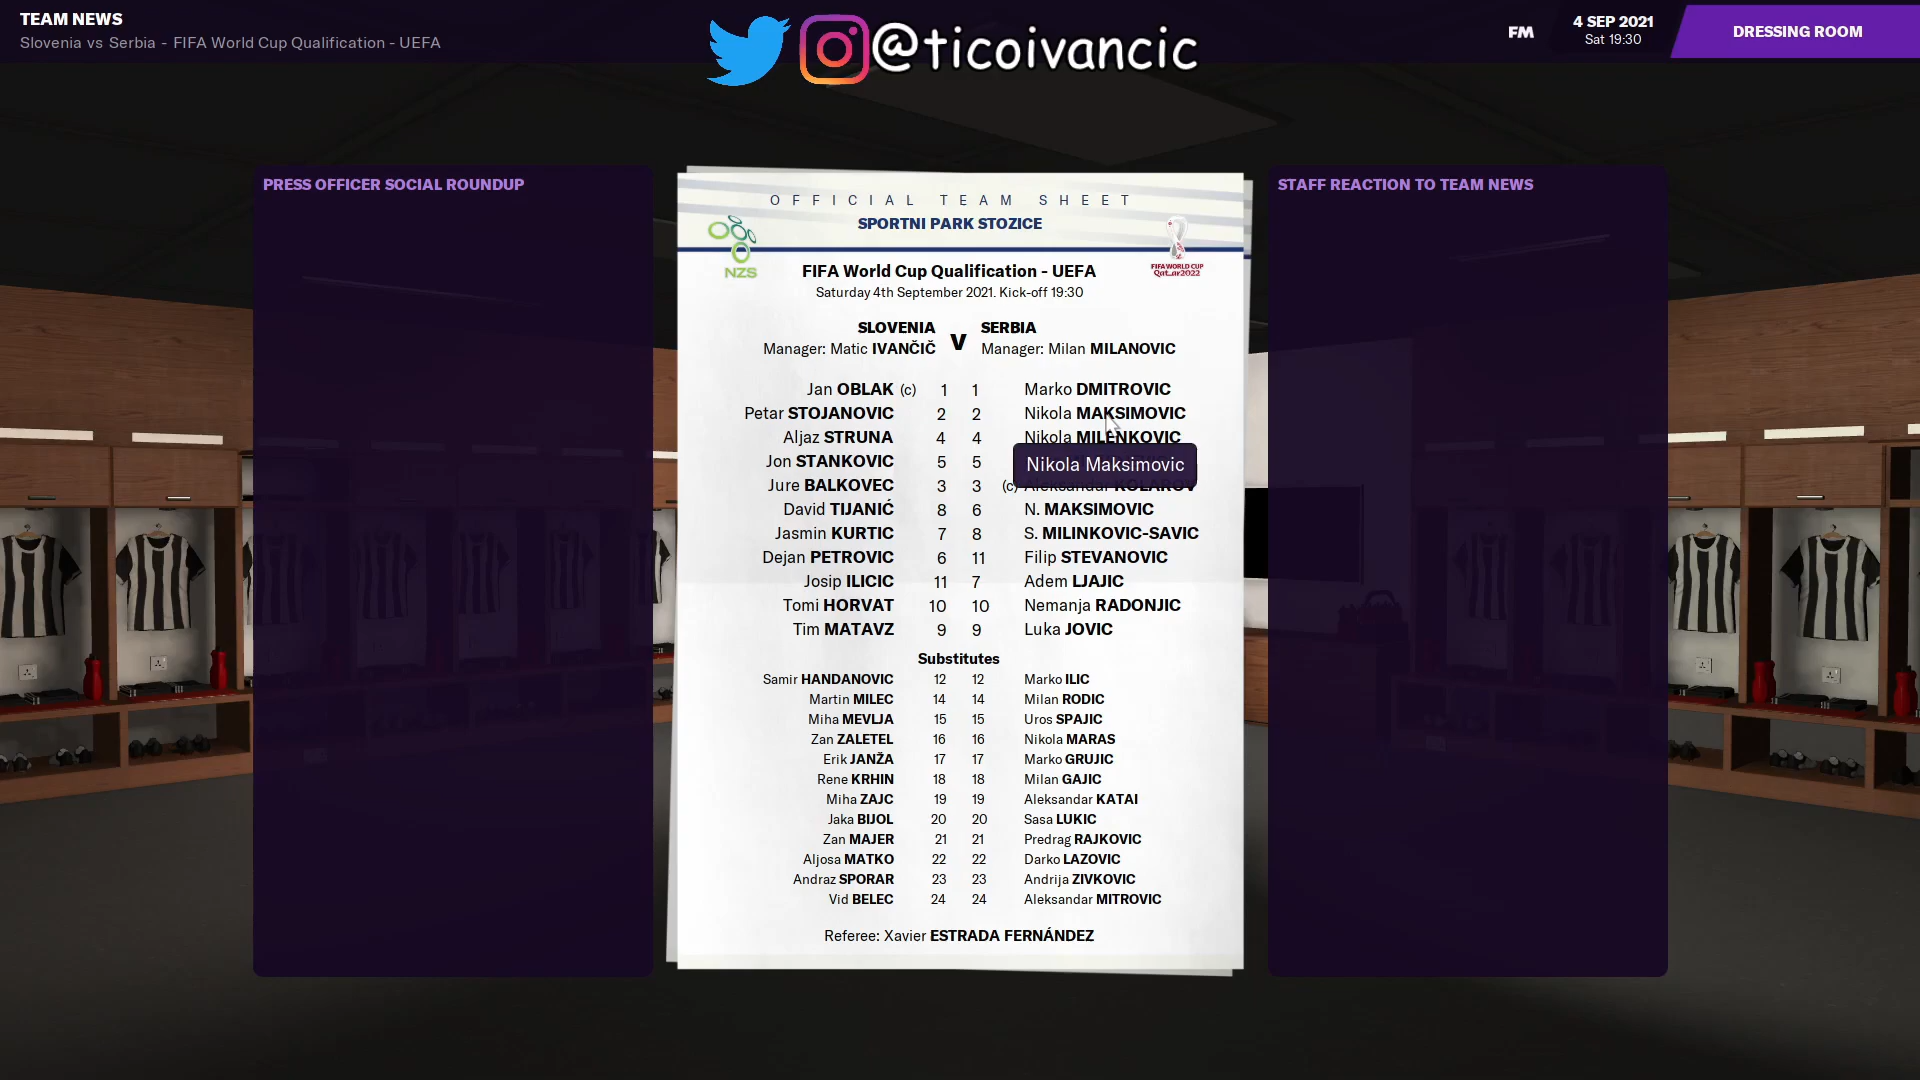 TEAM NEWS
Slovenia vs Serbia - FIFA World Cup Qualification - UEFA
@ticoivancic
FM
4 SEP 2021
Sat 19:30
DRESSING ROOM
PRESS OFFICER SOCIAL ROUNDUP
STAFF REACTION TO TEAM NEWS
OFFICIAL TEAM SHEET
SPORTNI PARK STOZICE
NZS
FIFA WORLD CUP
Qatar2022
FIFA World Cup Qualification - UEFA
Saturday 4th September 2021. Kick-off 19:30
SLOVENIA V SERBIA
Manager: Matic IVANČIČ Manager: Milan MILANOVIC
Jan OBLAK (c) 1 1 Marko DMITROVIC
Petar STOJANOVIC 2 2 Nikola MAKSIMOVIC
Aljaz STRUNA 4 4 Nikola MILENKOVIC
Jon STANKOVIC 5 5
Nikola Maksimovic
Jure BALKOVEC 3 3 (c) Aleksandar KOLAROV
David TIJANIĆ 8 6 N. MAKSIMOVIC
Jasmin KURTIC 7 8 S. MILINKOVIC-SAVIC
Dejan PETROVIC 6 11 Filip STEVANOVIC
Josip ILICIC 11 7 Adem LJAJIC
Tomi HORVAT 10 10 Nemanja RADONJIC
Tim MATAVZ 9 9 Luka JOVIC
Substitutes
Samir HANDANOVIC 12 12 Marko ILIC
Martin MILEC 14 14 Milan RODIC
Miha MEVLJA 15 15 Uros SPAJIC
Zan ZALETEL 16 16 Nikola MARAS
Erik JANŽA 17 17 Marko GRUJIC
Rene KRHIN 18 18 Milan GAJIC
Miha ZAJC 19 19 Aleksandar KATAI
Jaka BIJOL 20 20 Sasa LUKIC
Zan MAJER 21 21 Predrag RAJKOVIC
Aljosa MATKO 22 22 Darko LAZOVIC
Andraz SPORAR 23 23 Andrija ZIVKOVIC
Vid BELEC 24 24 Aleksandar MITROVIC
Referee: Xavier ESTRADA FERNÁNDEZ